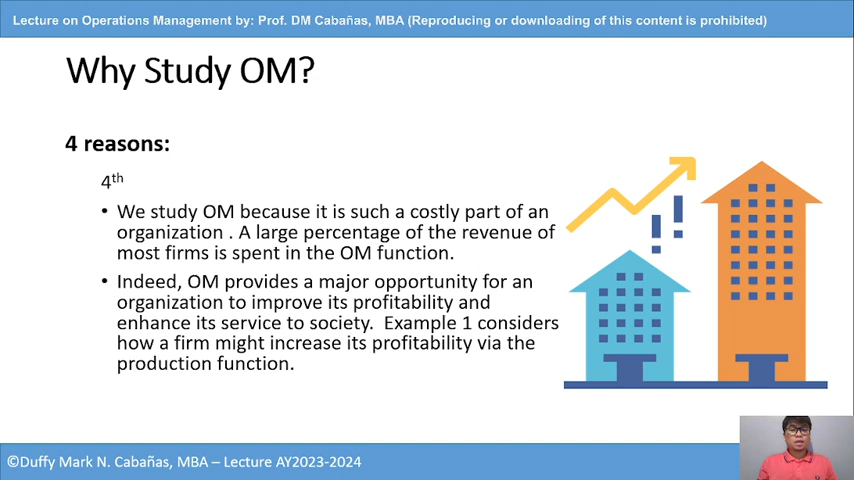 Lecture on Operations Management by: Prof. DM Cabañas, MBA (Reproducing or downloading of this content is prohibited)
Why Study OM?
4 reasons:
4th
• We study OM because it is such a costly part of an
organization . A large percentage of the revenue of
most firms is spent in the OM function.
• Indeed, OM provides a major opportunity for an
organization to improve its profitability and
enhance its service to society.  Example 1 considers
how a firm might increase its profitability via the
production function.
©Duffy Mark N. Cabañas, MBA – Lecture AY2023-2024